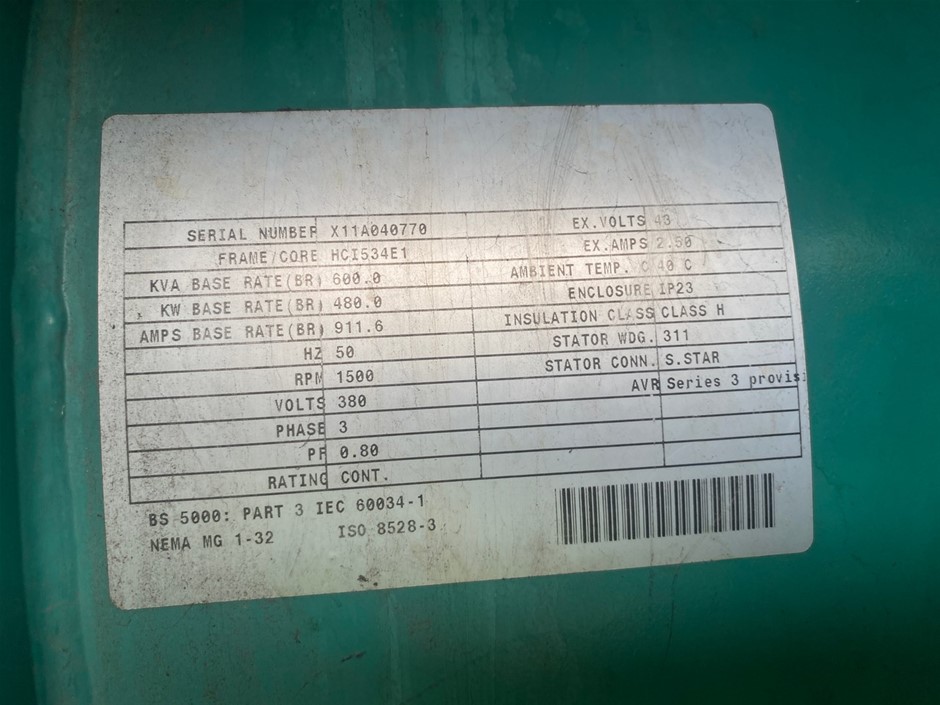 SERIAL NUMBER X11A040770
FRAME/CORE HCI534E1
KVA BASE RATE(BR) 600.0
KW BASE RATE(BR) 480.0
AMPS BASE RATE(BR) 911.6
HZ 50
RPM 1500
VOLTS 380
PHASE 3
PF 0.80
RATING CONT.
EX.VOLTS 43
EX.AMPS 2.50
AMBIENT TEMP. C 40 C
ENCLOSURE IP23
INSULATION CLASS CLASS H
STATOR WDG. 311
STATOR CONN. S.STAR
AVR Series 3 provisi
BS 5000: PART 3 IEC 60034-1
NEMA MG 1-32 ISO 8528-3